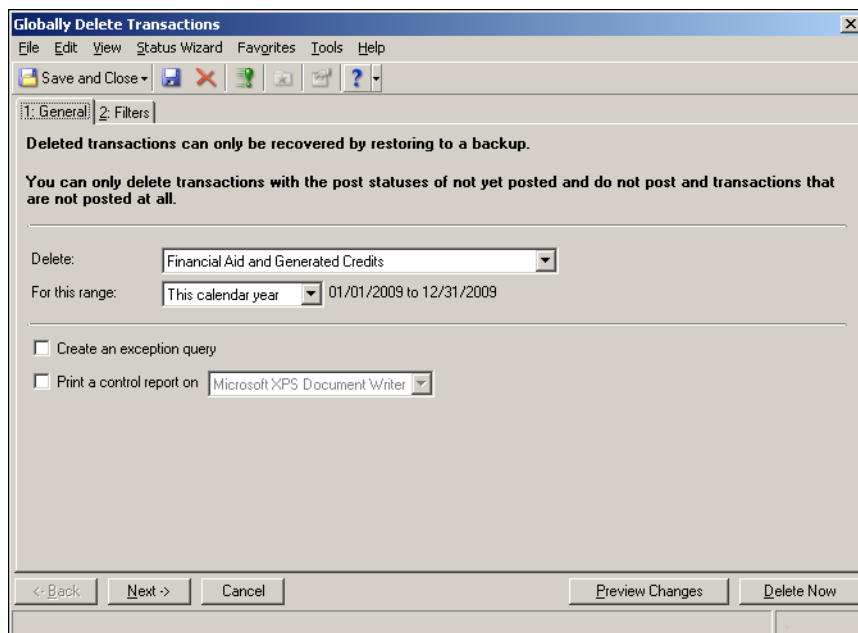 Globally Delete Transactions
File Edit View Status Wizard Favorites Tools Help
Save and Close
1: General 2: Filters
Deleted transactions can only be recovered by restoring to a backup.
You can only delete transactions with the post statuses of not yet posted and do not post and transactions that
are not posted at all.
Delete: Financial Aid and Generated Credits
For this range: This calendar year 01/01/2009 to 12/31/2009
Create an exception query
Print a control report on Microsoft XPS Document Writer
<- Back Next -> Cancel Preview Changes Delete Now